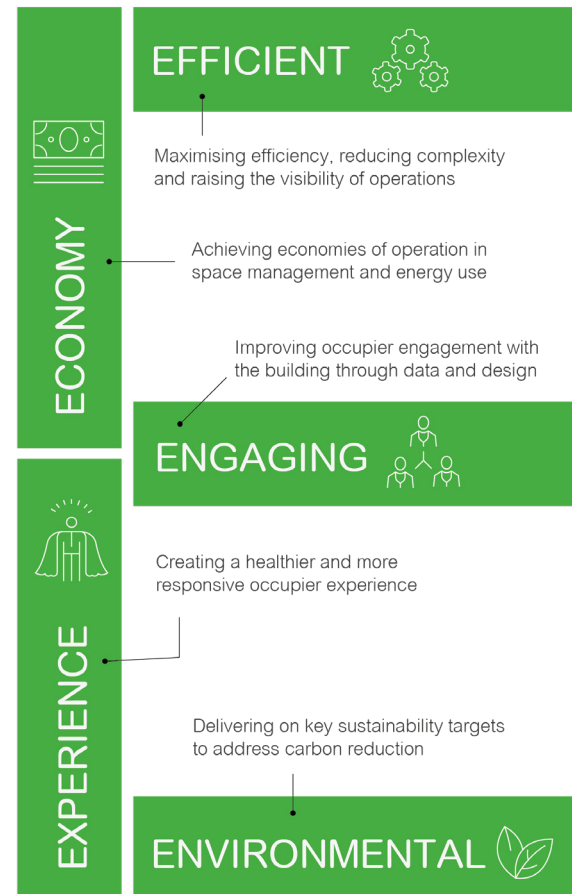 EFFICIENT
Maximising efficiency, reducing complexity
and raising the visibility of operations
ECONOMY
Achieving economies of operation in
space management and energy use
Improving occupier engagement with
the building through data and design
ENGAGING
Creating a healthier and more
responsive occupier experience
EXPERIENCE
Delivering on key sustainability targets
to address carbon reduction
ENVIRONMENTAL